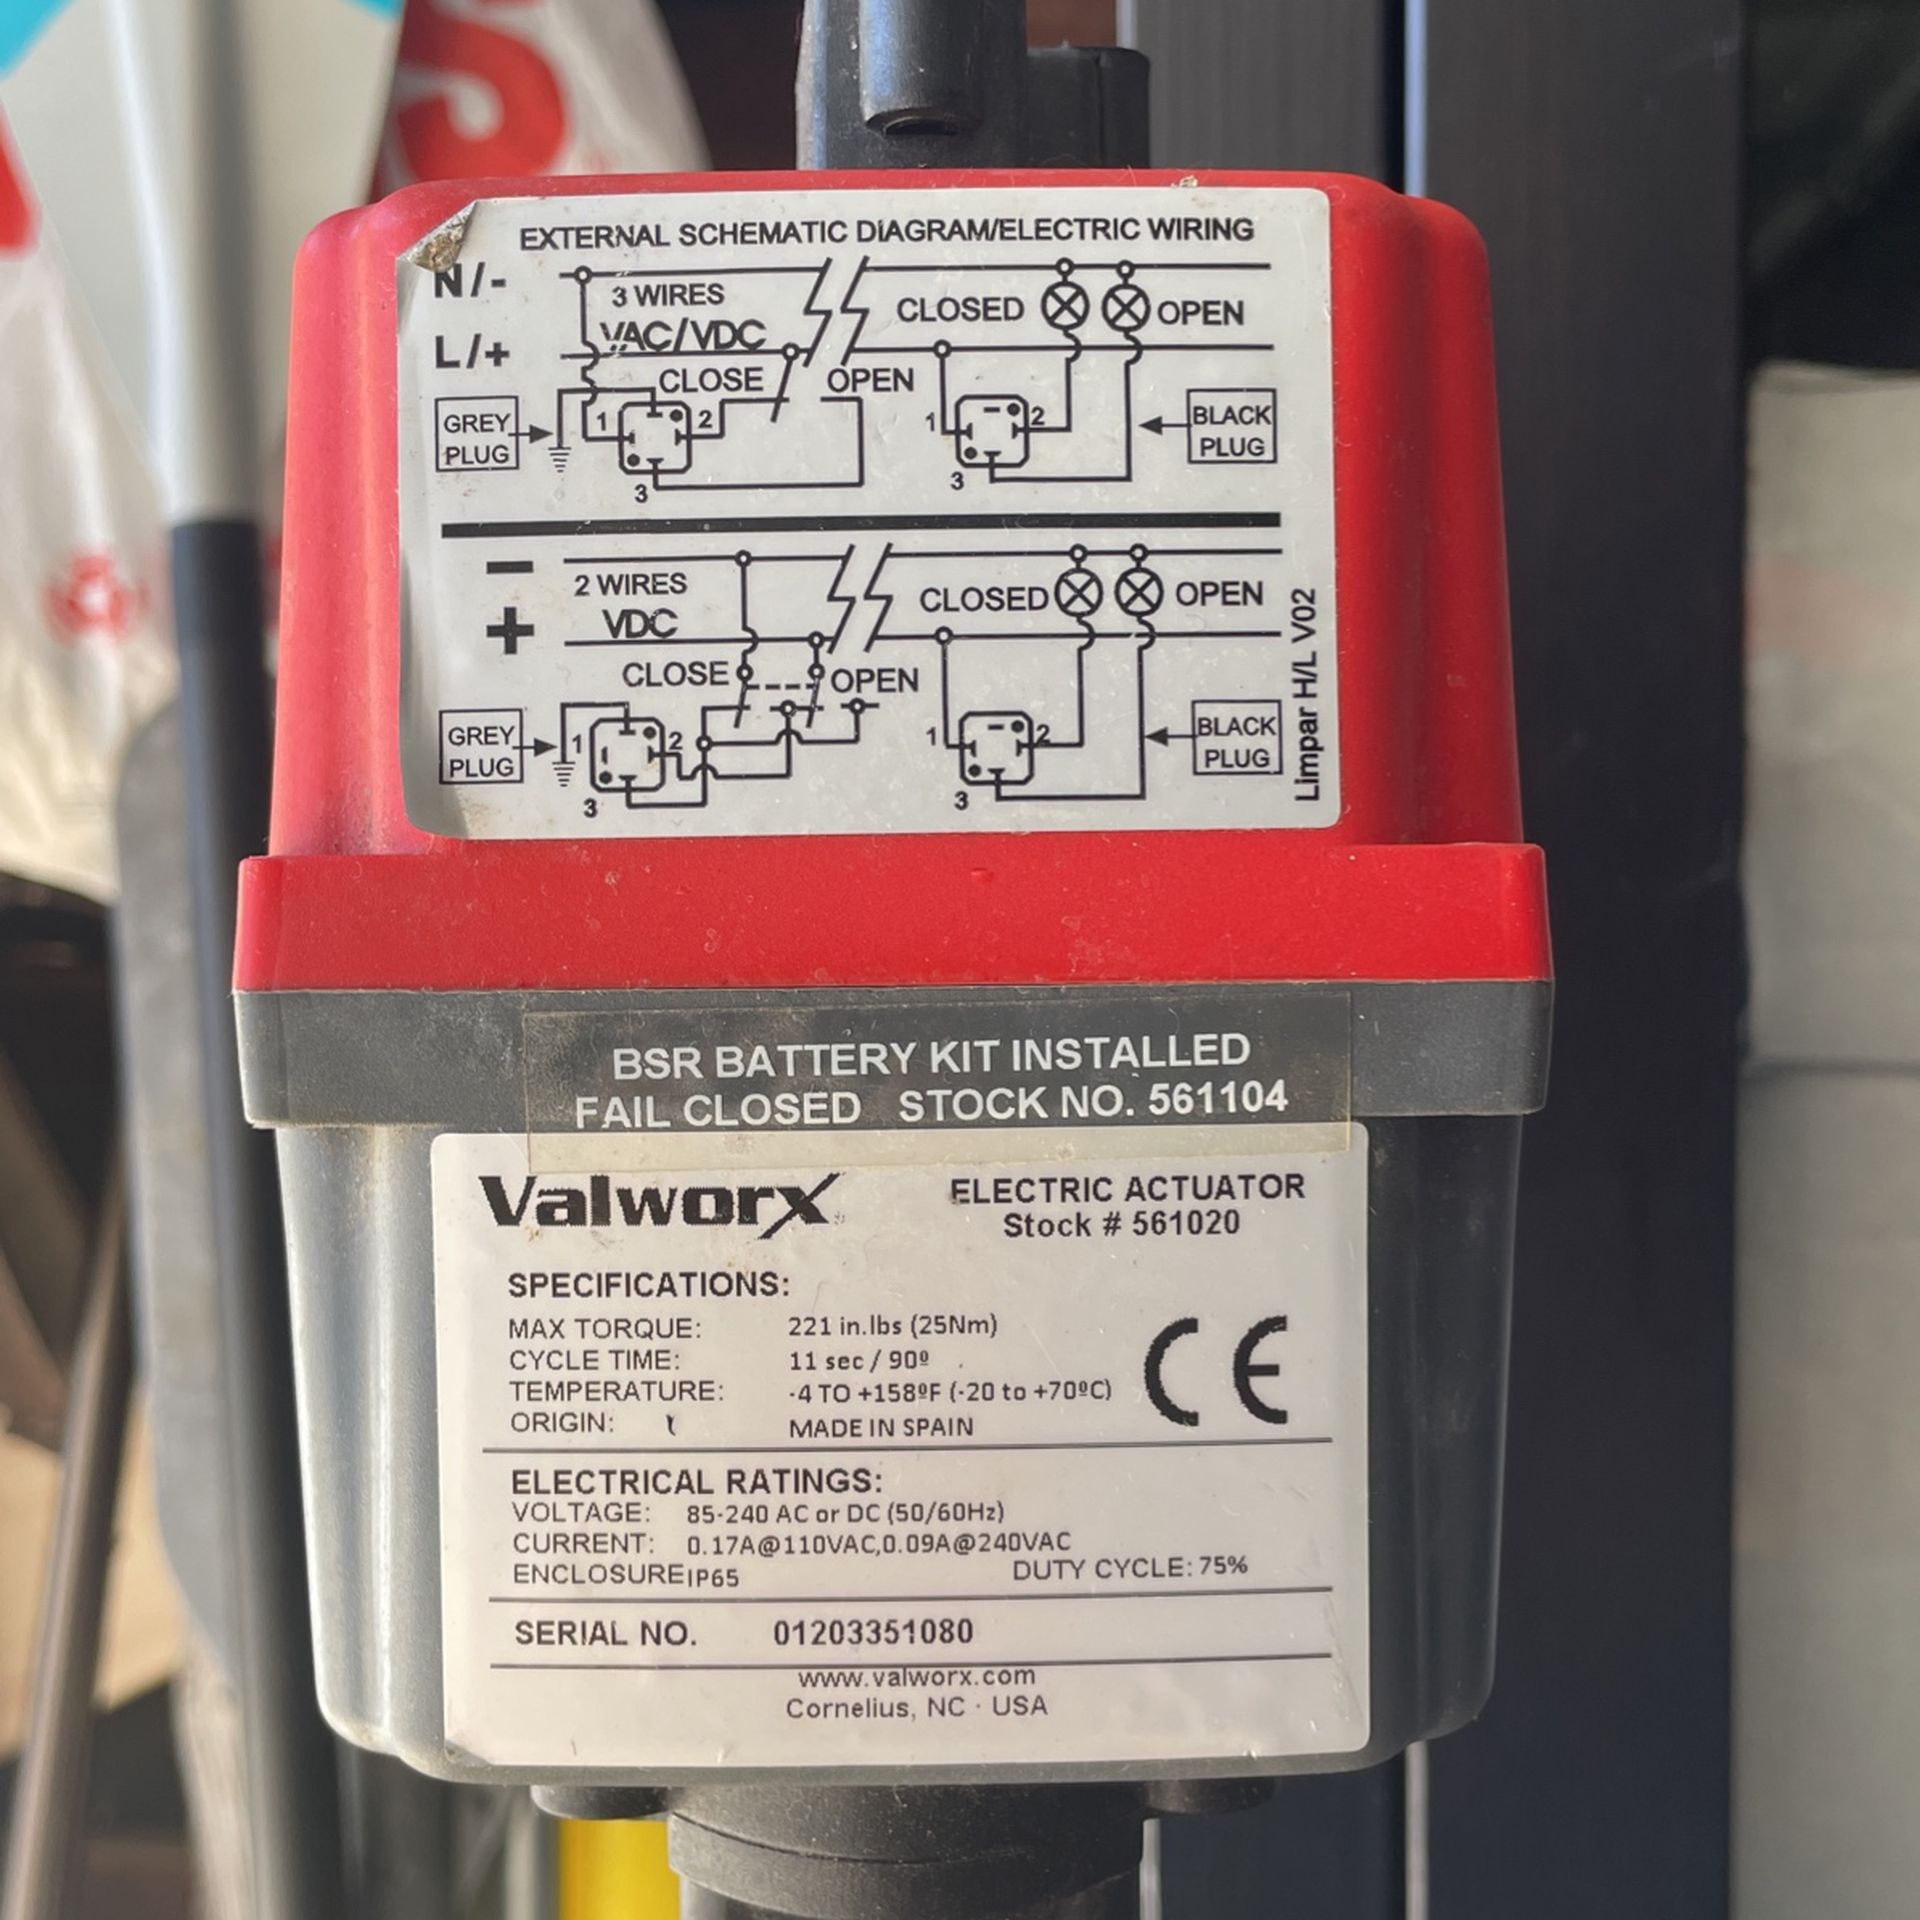 S
EXTERNAL SCHEMATIC DIAGRAM/ELECTRIC WIRING
N/-
3 WIRES
VAC/VDC
L/+
CLOSED
OPEN
CLOSE
OPEN
GREY
PLUG
1
2
3
1
2
3
BLACK
PLUG
-
+
2 WIRES
VDC
CLOSED
OPEN
CLOSE
OPEN
GREY
PLUG
1
2
3
1
2
3
BLACK
PLUG
Limpar H/L V02
BSR BATTERY KIT INSTALLED
FAIL CLOSED STOCK NO. 561104
Valworx
ELECTRIC ACTUATOR
Stock # 561020
SPECIFICATIONS:
MAX TORQUE: 221 in.lbs (25Nm)
CYCLE TIME: 11 sec / 90º
TEMPERATURE: -4 TO +158ºF (-20 to +70ºC)
ORIGIN: MADE IN SPAIN
CE
ELECTRICAL RATINGS:
VOLTAGE: 85-240 AC or DC (50/60Hz)
CURRENT: 0.17A@110VAC,0.09A@240VAC
ENCLOSURE IP65 DUTY CYCLE: 75%
SERIAL NO. 01203351080
www.valworx.com
Cornelius, NC · USA